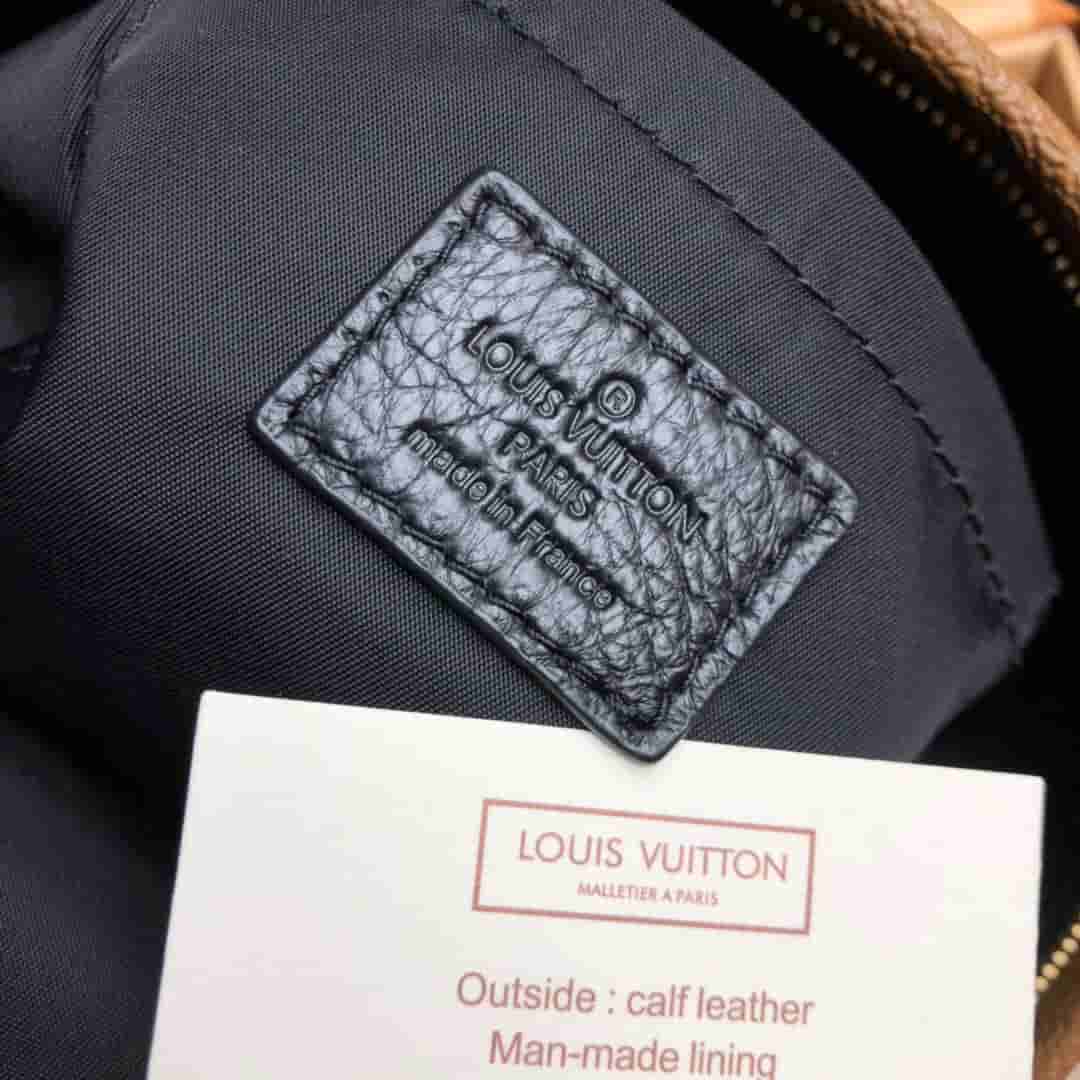 ®
LOUIS VUITTON
PARIS
made in France
LOUIS VUITTON
MALLETIER A PARIS
Outside : calf leather
Man-made lining